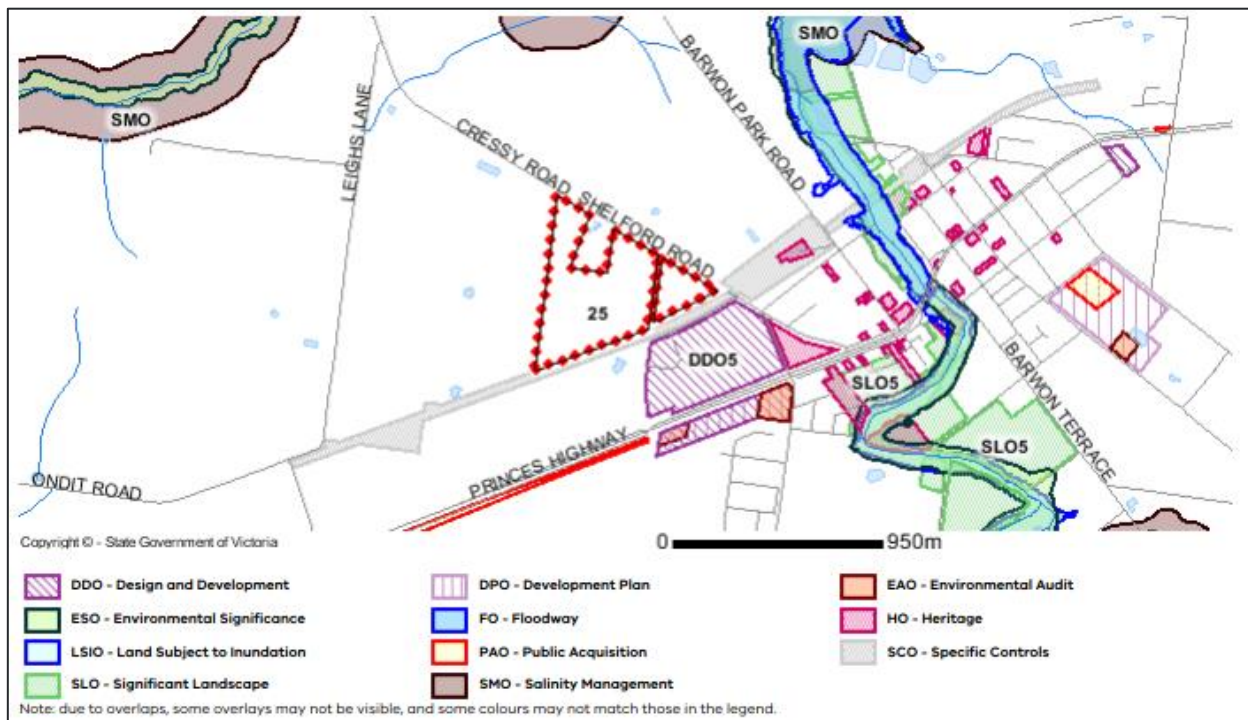 SMO
BARWON PARK ROAD
SMO
LEIGHS LANE
CRESSY ROAD SHELFORD ROAD
25
DDO5
SLO5
BARWON TERRACE
SLO5
PRINCES HIGHWAY
ONDIT ROAD
Copyright © - State Government of Victoria
0 950m
DDO - Design and Development
DPO - Development Plan
EAO - Environmental Audit
ESO - Environmental Significance
FO - Floodway
HO - Heritage
LSIO - Land Subject to Inundation
PAO - Public Acquisition
SCO - Specific Controls
SLO - Significant Landscape
SMO - Salinity Management
Note: due to overlaps, some overlays may not be visible, and some colours may not match those in the legend.